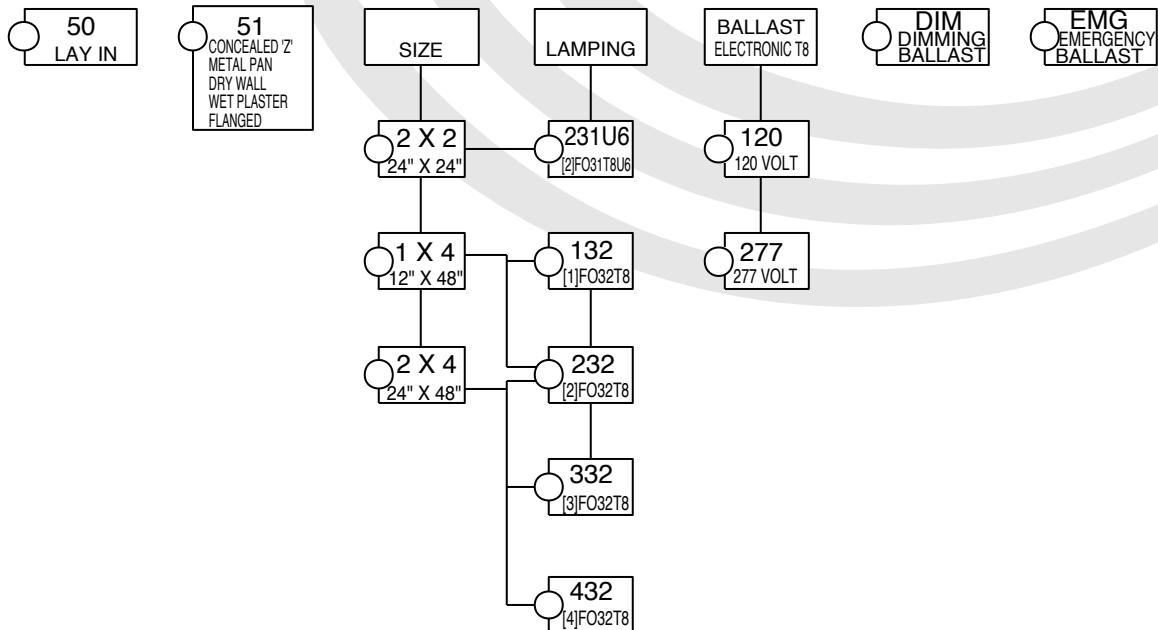 50
LAY IN
51
CONCEALED 'Z'
METAL PAN
DRY WALL
WET PLASTER
FLANGED
SIZE
2 X 2
24" X 24"
1 X 4
12" X 48"
2 X 4
24" X 48"
LAMPING
231U6
[2]FO31T8U6
132
[1]FO32T8
232
[2]FO32T8
332
[3]FO32T8
432
[4]FO32T8
BALLAST
ELECTRONIC T8
120
120 VOLT
277
277 VOLT
DIM
DIMMING
BALLAST
EMG
EMERGENCY
BALLAST